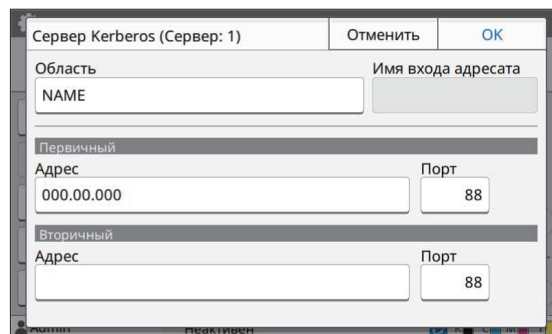 Сервер Kerberos (Сервер: 1) Отменить OK
Область Имя входа адресата
NAME
Первичный
Адрес Порт
000.00.000 88
Вторичный
Адрес Порт
88
Admin Неактивен K C M